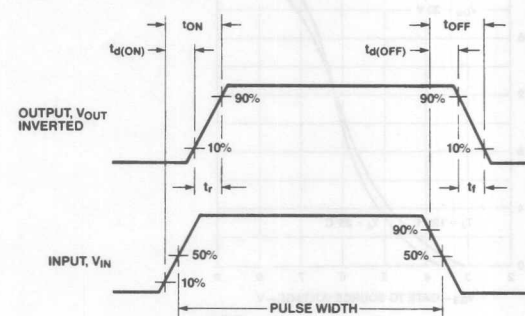 tON
tOFF
td(ON)
td(OFF)
OUTPUT, VOUT
INVERTED
90%
90%
10%
10%
tr
tf
INPUT, VIN
90%
50%
50%
10%
PULSE WIDTH